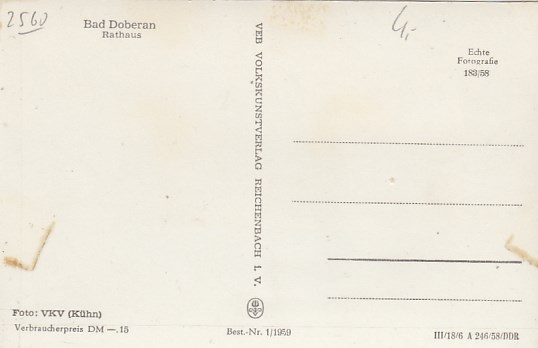 2560
Bad Doberan
Rathaus
4,-
Echte
Fotografie
183/58
VEB VOLKSKUNSTVERLAG REICHENBACH I. V.
Foto: VKV (Kühn)
Verbraucherpreis DM —.15
Best.-Nr. 1/1959
III/18/6 A 246/58/DDR